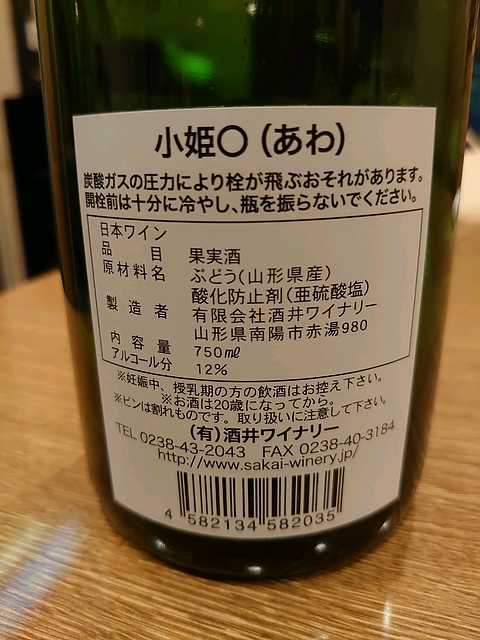 小姫〇（あわ）
炭酸ガスの圧力により栓が飛ぶおそれがあります。
開栓前は十分に冷やし、瓶を振らないでください。
日本ワイン
品目 果実酒
原材料名 ぶどう(山形県産)
酸化防止剤(亜硫酸塩)
製造者 有限会社酒井ワイナリー
山形県南陽市赤湯980
内容量 750㎖
アルコール分 12%
※妊娠中、授乳期の方の飲酒はお控え下さい。
※お酒は20歳になってから。
※ビンは割れものです。取り扱いに注意して下さい。
(有)酒井ワイナリー
TEL 0238-43-2043 FAX 0238-40-3184
http://www.sakai-winery.jp/
4 582134 582035